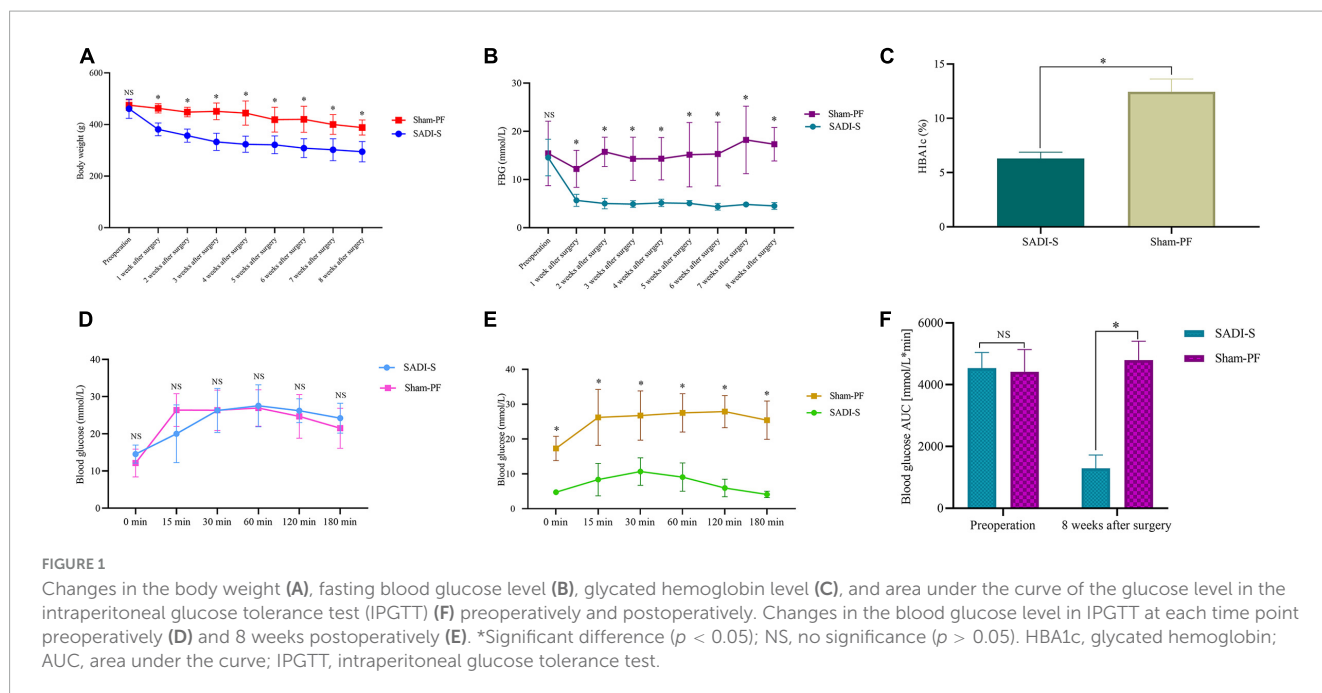 A
600
400
200
0
Body weight (g)
NS
*
*
*
*
*
*
*
*
Sham-PF
SADI-S
Preoperation
1 week after surgery
2 weeks after surgery
3 weeks after surgery
4 weeks after surgery
5 weeks after surgery
6 weeks after surgery
7 weeks after surgery
8 weeks after surgery
B
30
20
10
0
FBG (mmol/L)
NS
*
*
*
*
*
*
*
*
Sham-PF
SADI-S
Preoperation
1 week after surgery
2 weeks after surgery
3 weeks after surgery
4 weeks after surgery
5 weeks after surgery
6 weeks after surgery
7 weeks after surgery
8 weeks after surgery
C
15
10
5
0
HBA1c (%)
*
SADI-S Sham-PF
D
40
30
20
10
0
Blood glucose (mmol/L)
NS NS NS NS NS NS
SADI-S
Sham-PF
0 min 15 min 30 min 60 min 120 min 180 min
E
40
30
20
10
0
Blood glucose (mmol/L)
* * * * * *
Sham-PF
SADI-S
0 min 15 min 30 min 60 min 120 min 180 min
F
6000
4000
2000
0
Blood glucose AUC [mmol/L*min]
NS
*
SADI-S
Sham-PF
Preoperation 8 weeks after surgery
FIGURE 1
Changes in the body weight (A), fasting blood glucose level (B), glycated hemoglobin level (C), and area under the curve of the glucose level in the
intraperitoneal glucose tolerance test (IPGTT) (F) preoperatively and postoperatively. Changes in the blood glucose level in IPGTT at each time point
preoperatively (D) and 8 weeks postoperatively (E). *Significant difference (p < 0.05); NS, no significance (p > 0.05). HBA1c, glycated hemoglobin;
AUC, area under the curve; IPGTT, intraperitoneal glucose tolerance test.